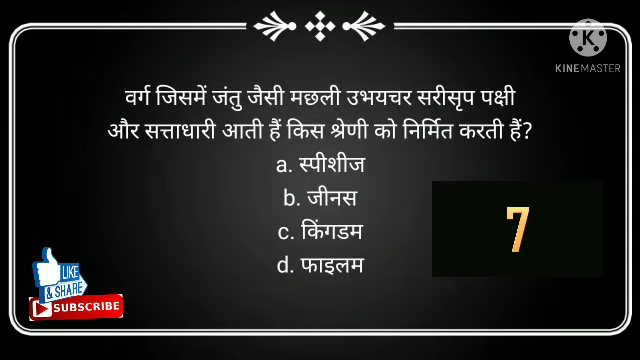 KINEMASTER
वर्ग जिसमें जंतु जैसी मछली उभयचर सरीसृप पक्षी
और सत्ताधारी आती हैं किस श्रेणी को निर्मित करती हैं?
a. स्पीशीज
b. जीनस
c. किंगडम
d. फाइलम
7
LIKE
& SHARE
SUBSCRIBE